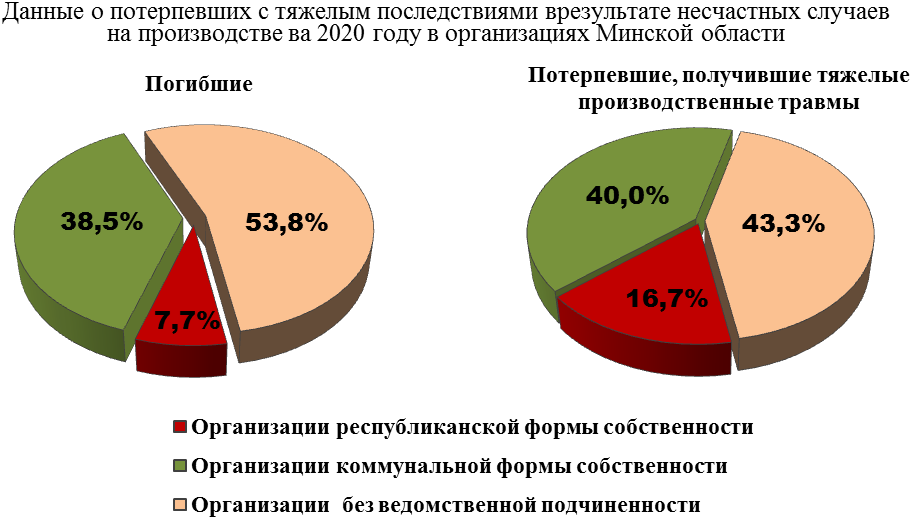 Данные о потерпевших с тяжелым последствиями врезультате несчастных случаев
на производстве ва 2020 году в организациях Минской области
Погибшие
38,5%
53,8%
7,7%
Потерпевшие, получившие тяжелые
производственные травмы
40,0%
43,3%
16,7%
Организации республиканской формы собственности
Организации коммунальной формы собственности
Организации без ведомственной подчиненности